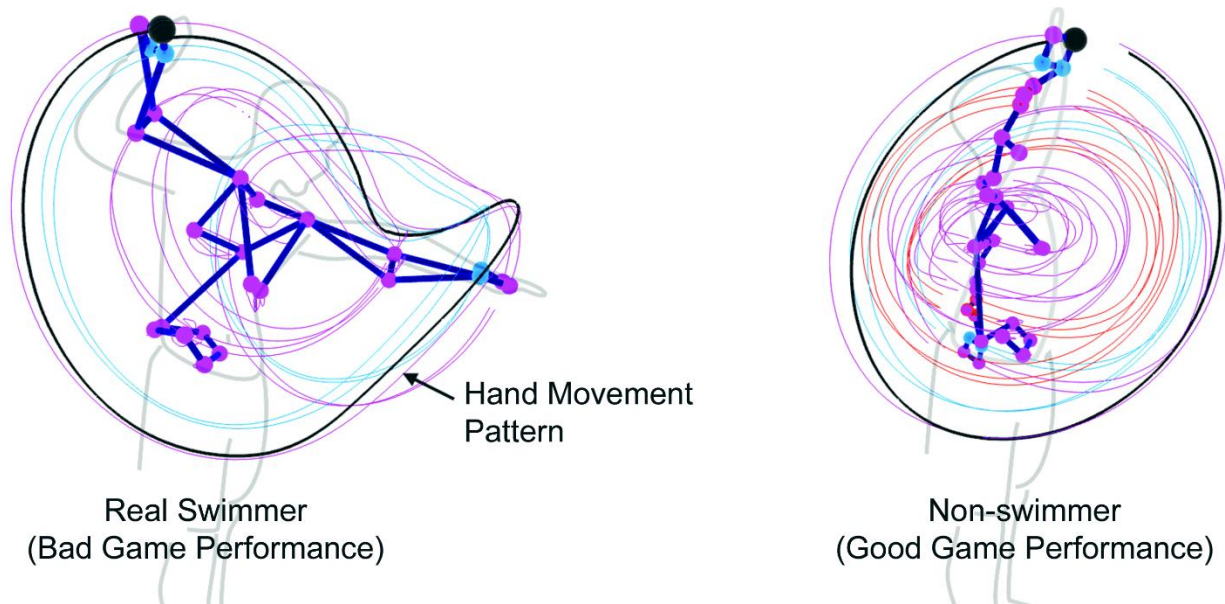 Hand Movement
Pattern
Real Swimmer
(Bad Game Performance)
Non-swimmer
(Good Game Performance)